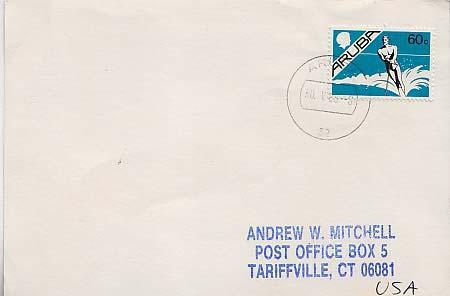 60c
ARUBA
ANDREW W. MITCHELL
POST OFFICE BOX 5
TARIFFVILLE, CT 06081
USA